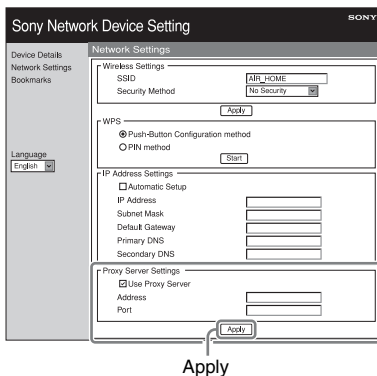 Sony Network Device Setting
SONY
Device Details
Network Settings
Bookmarks
Language
English
Network Settings
Wireless Settings
SSID
AIR_HOME
Security Method
No Security
Apply
WPS
Push-Button Configuration method
PIN method
Start
IP Address Settings
Automatic Setup
IP Address
Subnet Mask
Default Gateway
Primary DNS
Secondary DNS
Proxy Server Settings
Use Proxy Server
Address
Port
Apply
Apply